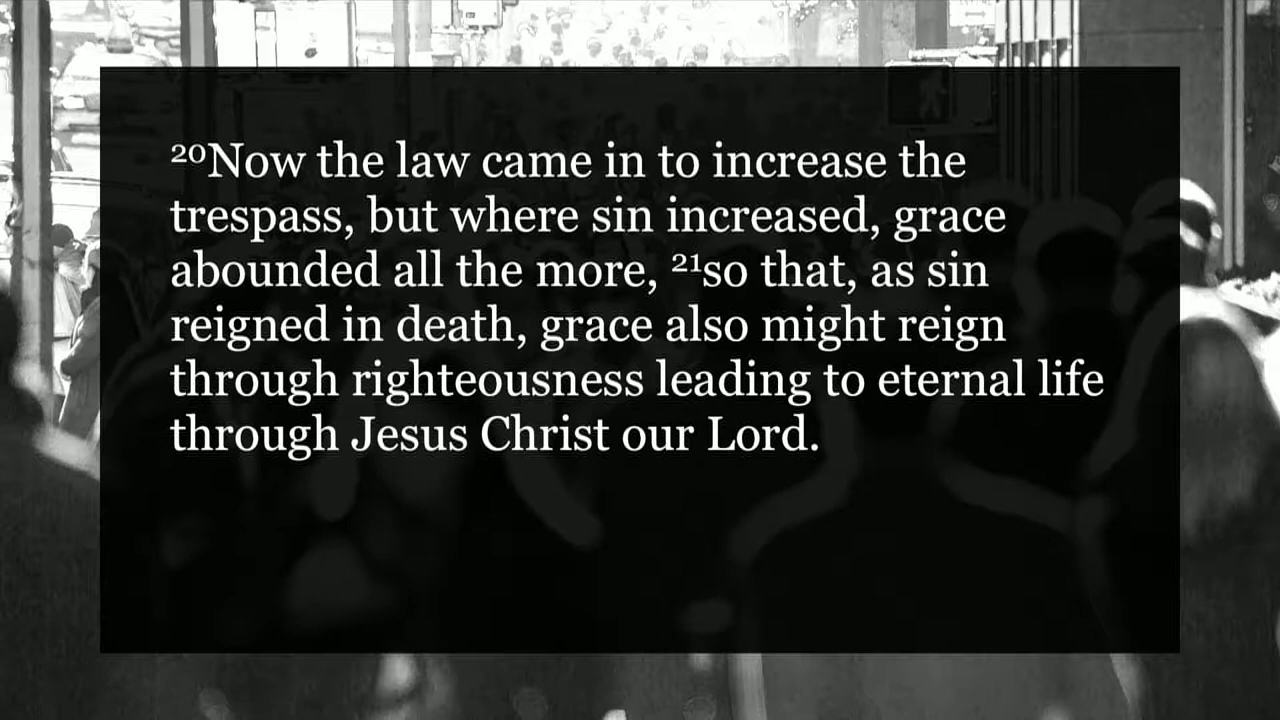 ²⁰Now the law came in to increase the
trespass, but where sin increased, grace
abounded all the more, ²¹so that, as sin
reigned in death, grace also might reign
through righteousness leading to eternal life
through Jesus Christ our Lord.